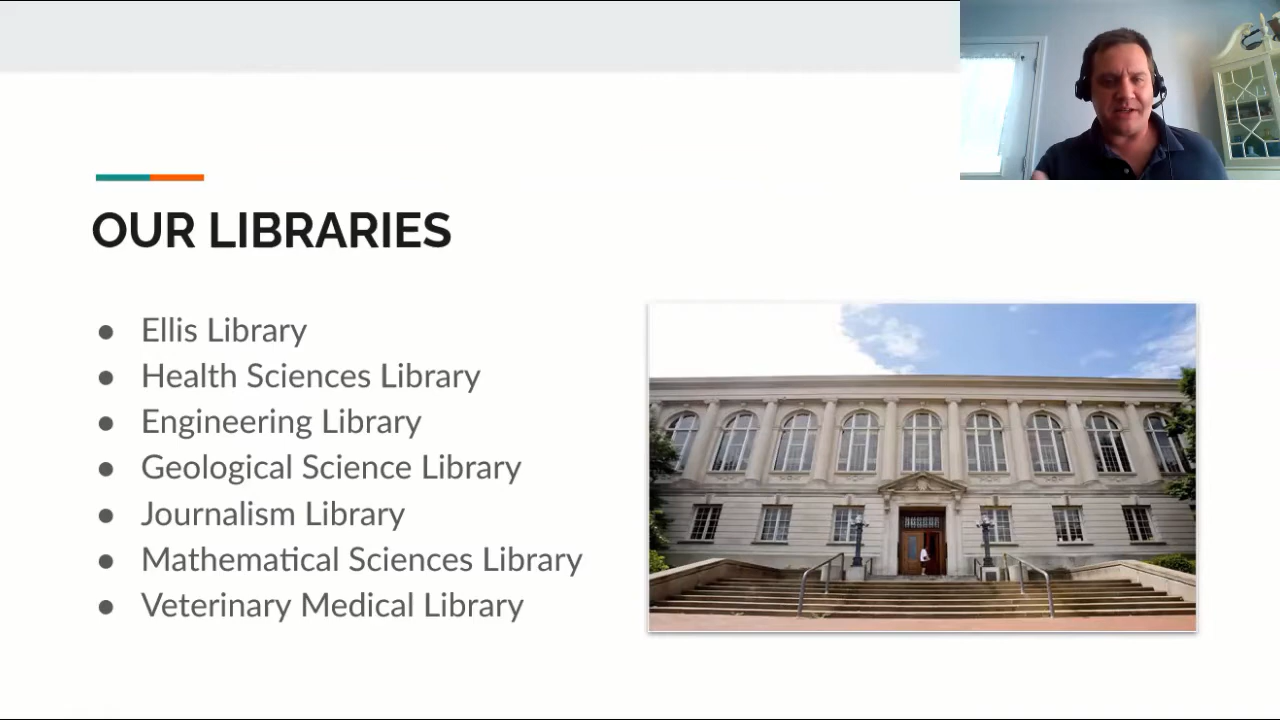 OUR LIBRARIES
● Ellis Library
● Health Sciences Library
● Engineering Library
● Geological Science Library
● Journalism Library
● Mathematical Sciences Library
● Veterinary Medical Library